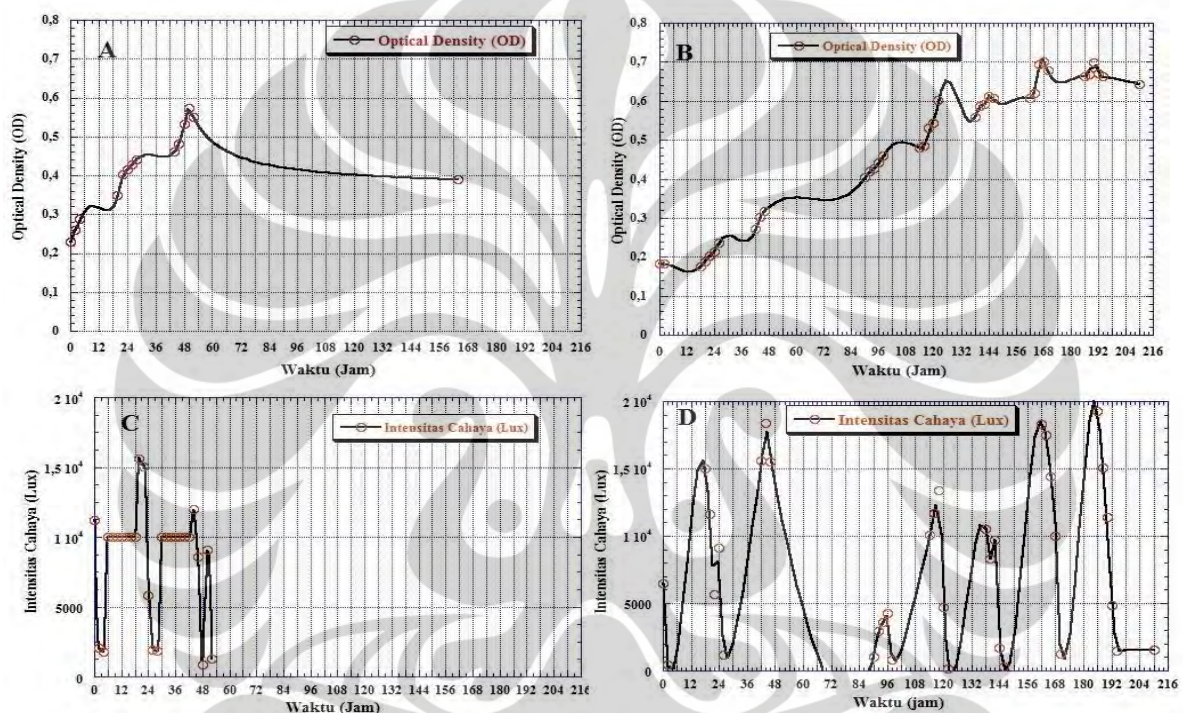 A
Optical Density (OD)
Optical Density (OD)
0,8
0,7
0,6
0,5
0,4
0,3
0,2
0,1
0
0 12 24 36 48 60 72 84 96 108 120 132 144 156 168 180 192 204 216
Waktu (Jam)
B
Optical Density (OD)
Optical Density (OD)
0,8
0,7
0,6
0,5
0,4
0,3
0,2
0,1
0
0 12 24 36 48 60 72 84 96 108 120 132 144 156 168 180 192 204 216
Waktu (Jam)
C
Intensitas Cahaya (Lux)
Intensitas Cahaya (Lux)
2 10⁴
1,5 10⁴
1 10⁴
5000
0
0 12 24 36 48 60 72 84 96 108 120 132 144 156 168 180 192 204 216
Waktu (Jam)
D
Intensitas Cahaya (Lux)
Intensitas Cahaya (Lux)
2 10⁴
1,5 10⁴
1 10⁴
5000
0
0 12 24 36 48 60 72 84 96 108 120 132 144 156 168 180 192 204 216
Waktu (jam)